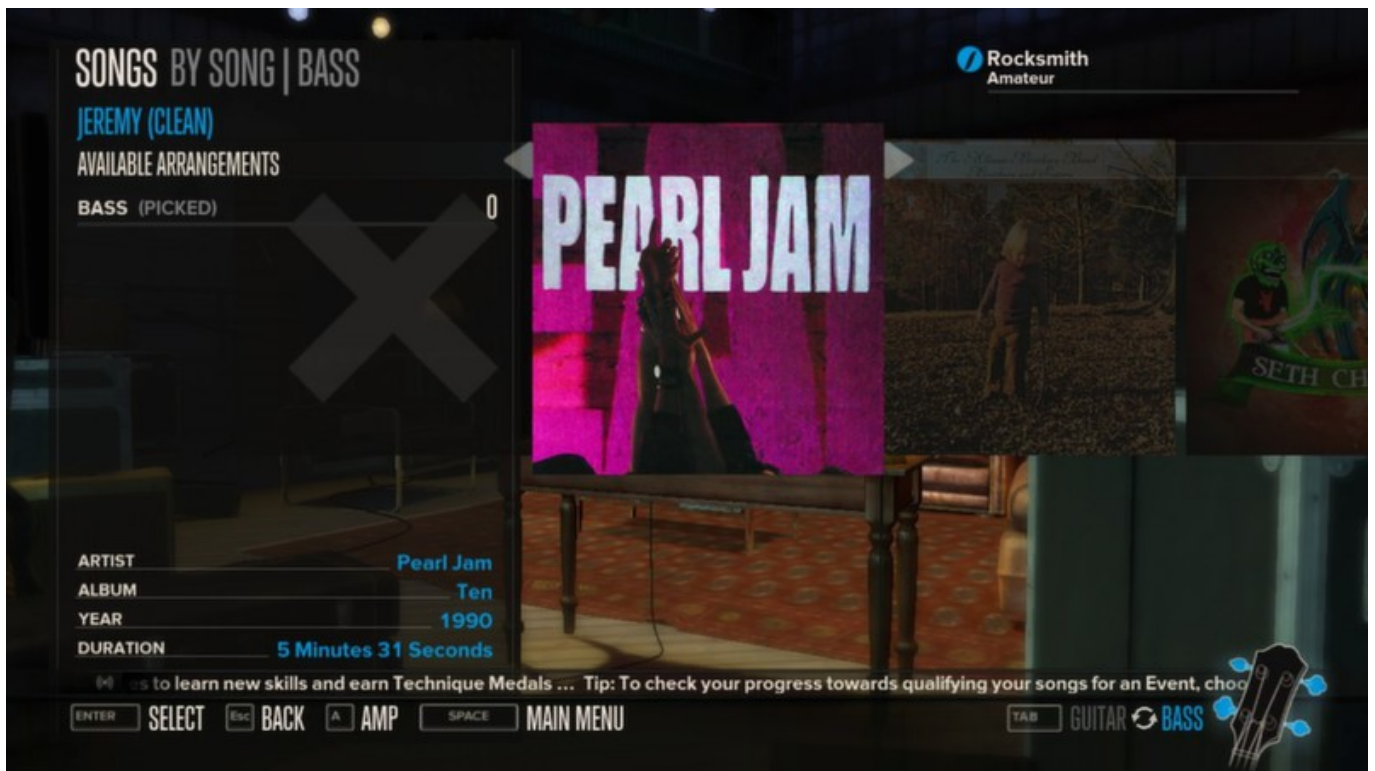 SONGS BY SONG | BASS
JEREMY (CLEAN)
AVAILABLE ARRANGEMENTS
BASS (PICKED) 0
Rocksmith
Amateur
PEARL JAM
SETH CH
ARTIST Pearl Jam
ALBUM Ten
YEAR 1990
DURATION 5 Minutes 31 Seconds
es to learn new skills and earn Technique Medals ... Tip: To check your progress towards qualifying your songs for an Event, choo
ENTER SELECT Esc BACK A AMP SPACE MAIN MENU
TAB GUITAR BASS